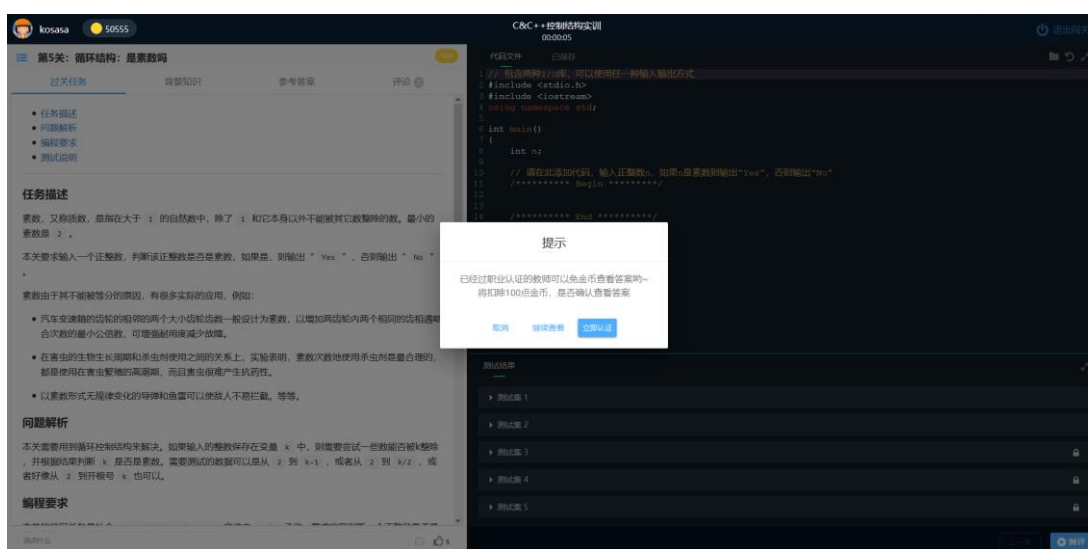 kosasa
50555
C&C++控制结构实训
00:00:05
退出闯关
第5关:循环结构:是素数吗
过关任务
背景知识
参考答案
评论
• 任务描述
• 问题解析
• 编程要求
• 测试说明
任务描述
素数,又称质数,是指在大于 1 的自然数中,除了 1 和它本身以外不能被其它数整除的数。最小的
素数是 2 。
本关要求输入一个正整数,判断该正整数是否是素数,如果是,则输出 " Yes " ,否则输出 " No "
。
素数由于其不能被等分的原因,有很多实际的应用,例如:
• 汽车变速箱的齿轮的相邻的两个大小齿轮齿数一般设计为素数,以增加两齿轮内两个相同的齿相遇啮
合次数的最小公倍数,可增强耐用度减少故障。
• 在害虫的生物生长周期和杀虫剂使用之间的关系上,实验表明,素数次数地使用杀虫剂是最合理的,
都是使用在害虫繁殖的高潮期,而且害虫很难产生抗药性。
• 以素数形式无规律变化的导弹和鱼雷可以使敌人不易拦截。等等。
问题解析
本关需要用到循环控制结构来解决。如果输入的整数保存在变量 k 中,则需要尝试一些数能否被k整除
,并根据结果判断 k 是否是素数。需要测试的数据可以是从 2 到 k-1 ,或者从 2 到 k/2 ,或
者好像从 2 到开根号 k 也可以。
编程要求
说点什么
5
代码文件
已保存
1 // 包含两种I/O库,可以使用任一种输入输出方式
2 #include <stdio.h>
3 #include <iostream>
4 using namespace std;
5
6 int main()
7 {
8 int n;
9
10 // 请在此添加代码,输入正整数n,如果n是素数则输出"Yes",否则输出"No"
11 /********** Begin *********/
12
13
14 /********** End **********/
提示
已经过职业认证的教师可以免金币查看答案哟~
将扣除100点金币,是否确认查看答案
取消
继续查看
立即认证
测试结果
测试集 1
测试集 2
测试集 3
测试集 4
测试集 5
上一关
评测